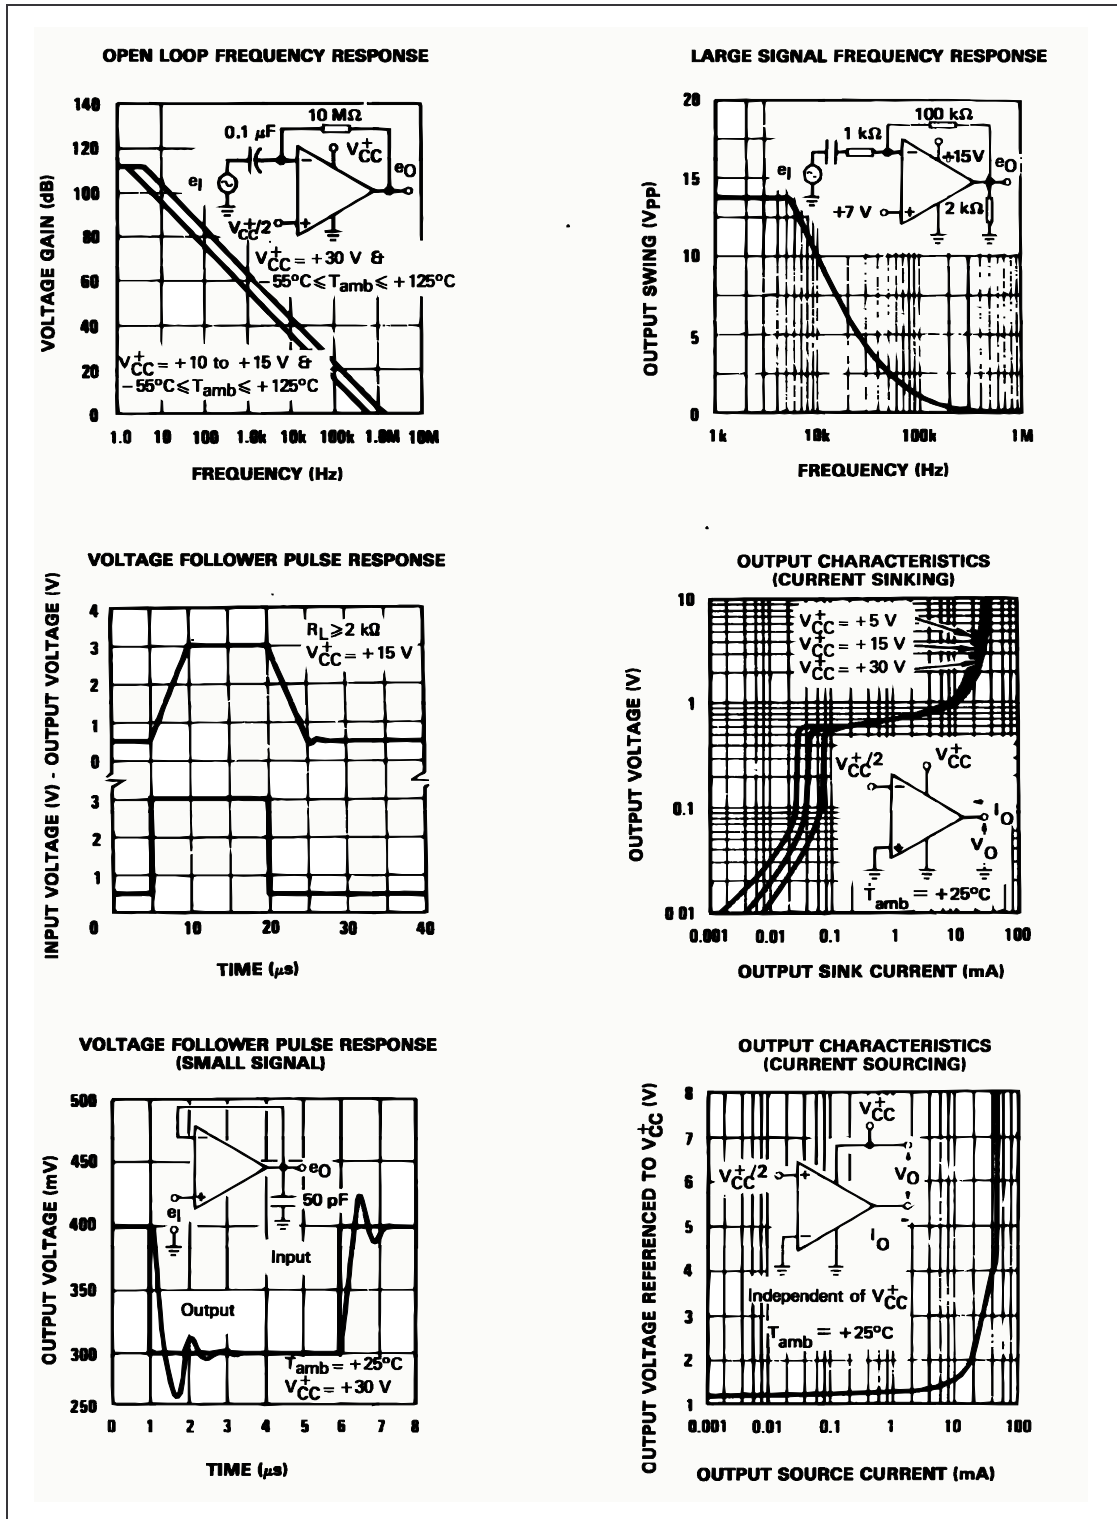 OPEN LOOP FREQUENCY RESPONSE
VOLTAGE GAIN (dB)
140
120
100
80
60
40
20
0
10 MΩ
0.1 µF
V+CC
eI
eO
V+CC/2
V+CC = +30 V &
-55°C ≤ Tamb ≤ +125°C
V+CC = +10 to +15 V &
-55°C ≤ Tamb ≤ +125°C
1.0 10 100 1.0k 10k 100k 1.0M 10M
FREQUENCY (Hz)
LARGE SIGNAL FREQUENCY RESPONSE
OUTPUT SWING (VPP)
20
15
10
5
0
100 kΩ
1 kΩ
+15V
eI
eO
+7 V
2 kΩ
1k 10k 100k 1M
FREQUENCY (Hz)
VOLTAGE FOLLOWER PULSE RESPONSE
INPUT VOLTAGE (V) - OUTPUT VOLTAGE (V)
4
3
2
1
0
3
2
1
RL ≥ 2 kΩ
V+CC = +15 V
0 10 20 30 40
TIME (µs)
OUTPUT CHARACTERISTICS
(CURRENT SINKING)
OUTPUT VOLTAGE (V)
10
1
0.1
0 01
V+CC = +5 V
V+CC = +15 V
V+CC = +30 V
V+CC/2
V+CC
IO
VO
Tamb = +25°C
0.001 0.01 0.1 1 10 100
OUTPUT SINK CURRENT (mA)
VOLTAGE FOLLOWER PULSE RESPONSE
(SMALL SIGNAL)
OUTPUT VOLTAGE (mV)
500
450
400
350
300
250
eO
50 pF
eI
Input
Output
Tamb = +25°C
V+CC = +30 V
0 1 2 3 4 5 6 7 8
TIME (µs)
OUTPUT CHARACTERISTICS
(CURRENT SOURCING)
OUTPUT VOLTAGE REFERENCED TO V+CC (V)
8
7
6
5
4
3
2
1
V+CC
V+CC/2
VO
IO
Independent of V+CC
Tamb = +25°C
0.001 0.01 0.1 1 10 100
OUTPUT SOURCE CURRENT (mA)